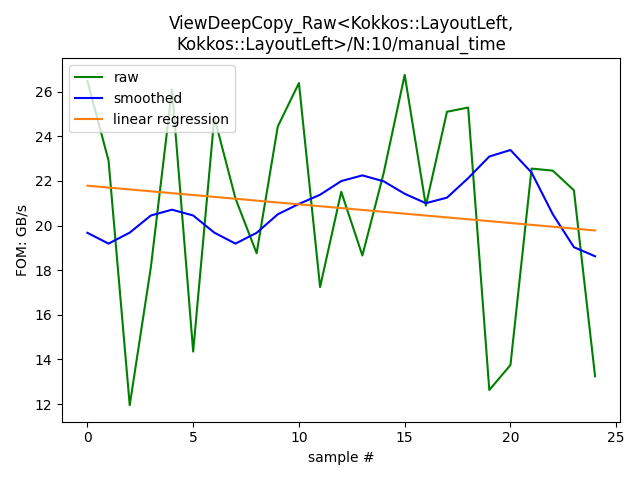 ViewDeepCopy_Raw<Kokkos::LayoutLeft,
Kokkos::LayoutLeft>/N:10/manual_time
raw
smoothed
linear regression
FOM: GB/s
26
24
22
20
18
16
14
12
0 5 10 15 20 25
sample #